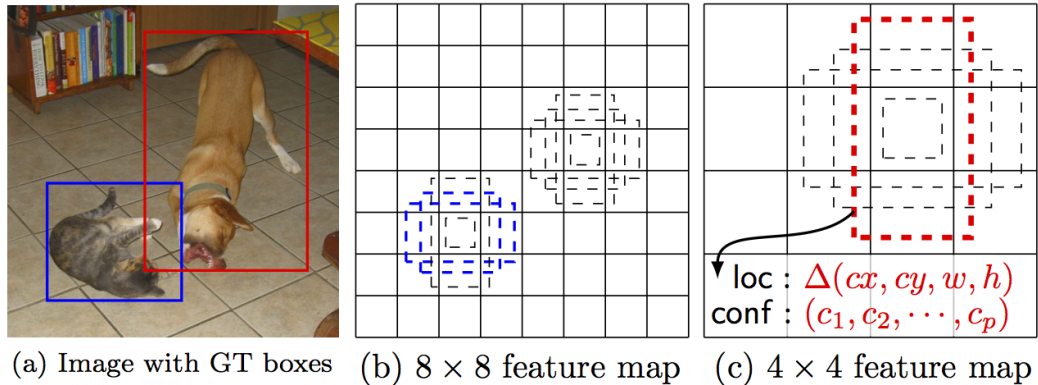 loc : Δ(cx, cy, w, h)
conf : (c₁, c₂, ⋯, cₚ)
(a) Image with GT boxes
(b) 8 × 8 feature map
(c) 4 × 4 feature map